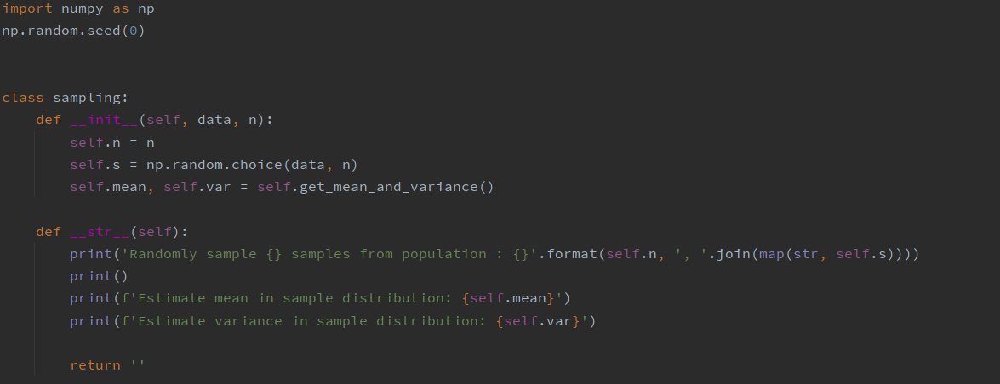 import numpy as np
np.random.seed(0)
class sampling:
    def __init__(self, data, n):
        self.n = n
        self.s = np.random.choice(data, n)
        self.mean, self.var = self.get_mean_and_variance()
    def __str__(self):
        print('Randomly sample {} samples from population : {}'.format(self.n, ', '.join(map(str, self.s))))
        print()
        print(f'Estimate mean in sample distribution: {self.mean}')
        print(f'Estimate variance in sample distribution: {self.var}')
        return ''